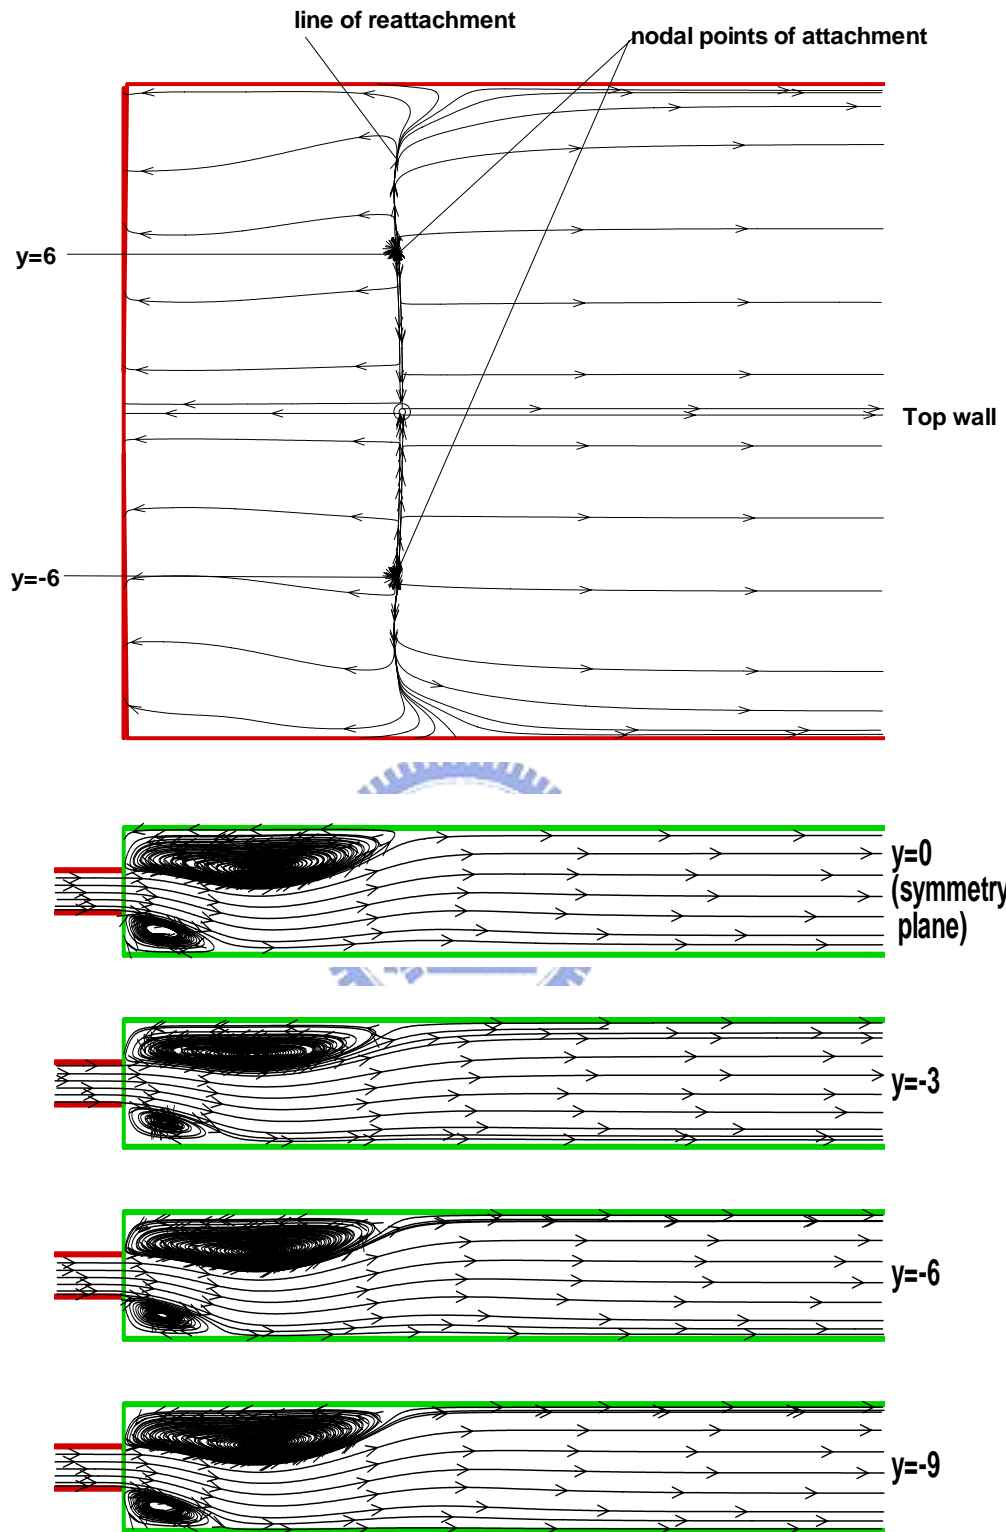 line of reattachment
nodal points of attachment
y=6
Top wall
y=-6
y=0
(symmetry
plane)
y=-3
y=-6
y=-9